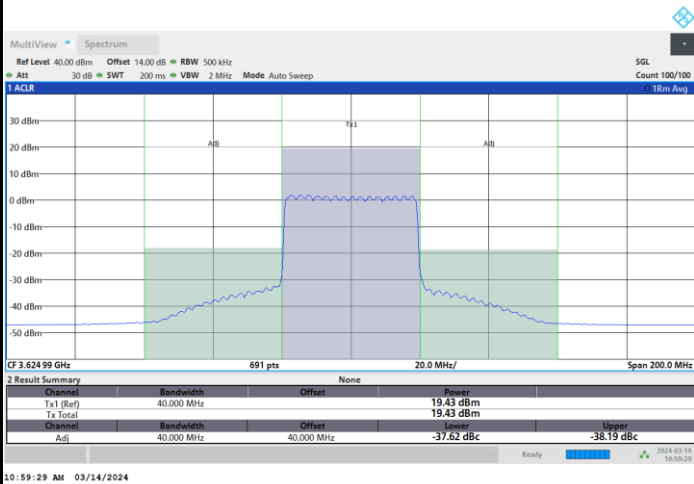 MultiView Spectrum
Ref Level 40.00 dBm Offset 14.00 dB RBW 500 kHz SGL
Att 30 dB SWT 200 ms VBW 2 MHz Mode Auto Sweep Count 100/100
1 ACLR 1Rm Avg
30 dBm
Tx1
20 dBm Adj Adj
10 dBm
0 dBm
-10 dBm
-20 dBm
-30 dBm
-40 dBm
-50 dBm
CF 3.624 99 GHz 691 pts 20.0 MHz/ Span 200.0 MHz
2 Result Summary None
Channel Bandwidth Offset Power
Tx1 (Ref) 40.000 MHz 19.43 dBm
Tx Total 19.43 dBm
Channel Bandwidth Offset Lower Upper
Adj 40.000 MHz 40.000 MHz -37.62 dBc -38.19 dBc
Ready 2024-03-14
10:59:29
10:59:29 AM 03/14/2024